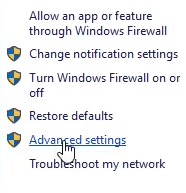 Allow an app or feature
through Windows Firewall
Change notification settings
Turn Windows Firewall on or
off
Restore defaults
Advanced settings
Troubleshoot my network